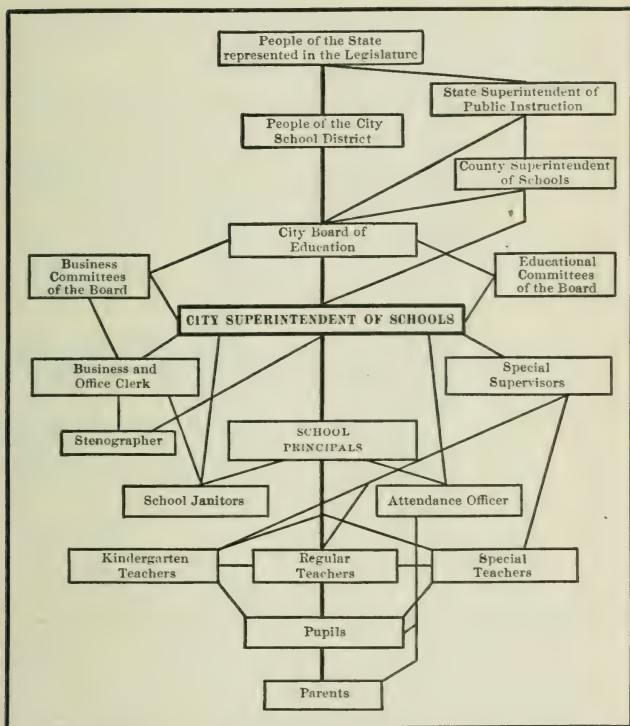 People of the State
represented in the Legislature
State Superintendent of
Public Instruction
People of the City
School District
County Superintendent
of Schools
City Board of
Education
Business
Committees
of the Board
Educational
Committees
of the Board
CITY SUPERINTENDENT OF SCHOOLS
Business and
Office Clerk
Special
Supervisors
Stenographer
SCHOOL
PRINCIPALS
School Janitors
Attendance Officer
Kindergarten
Teachers
Regular
Teachers
Special
Teachers
Pupils
Parents